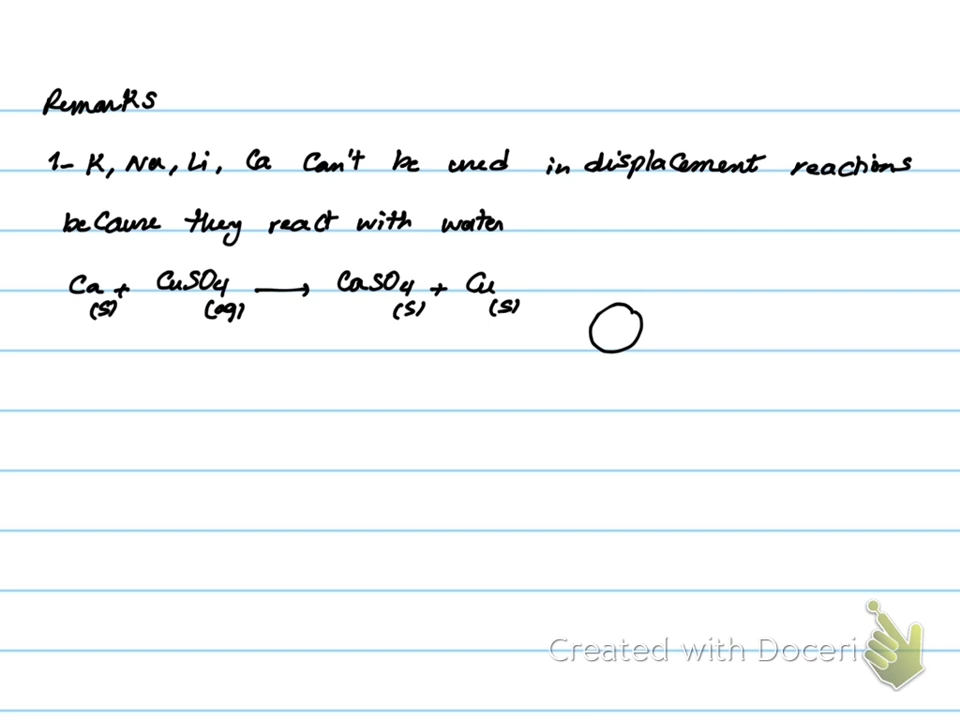 Remarks
1- K, Na, Li, Ca Can't be used in displacement reactions
because they react with water
Ca + CuSO4 → CaSO4 + Cu
(s) (aq) (s) (s)
Created with Doceri